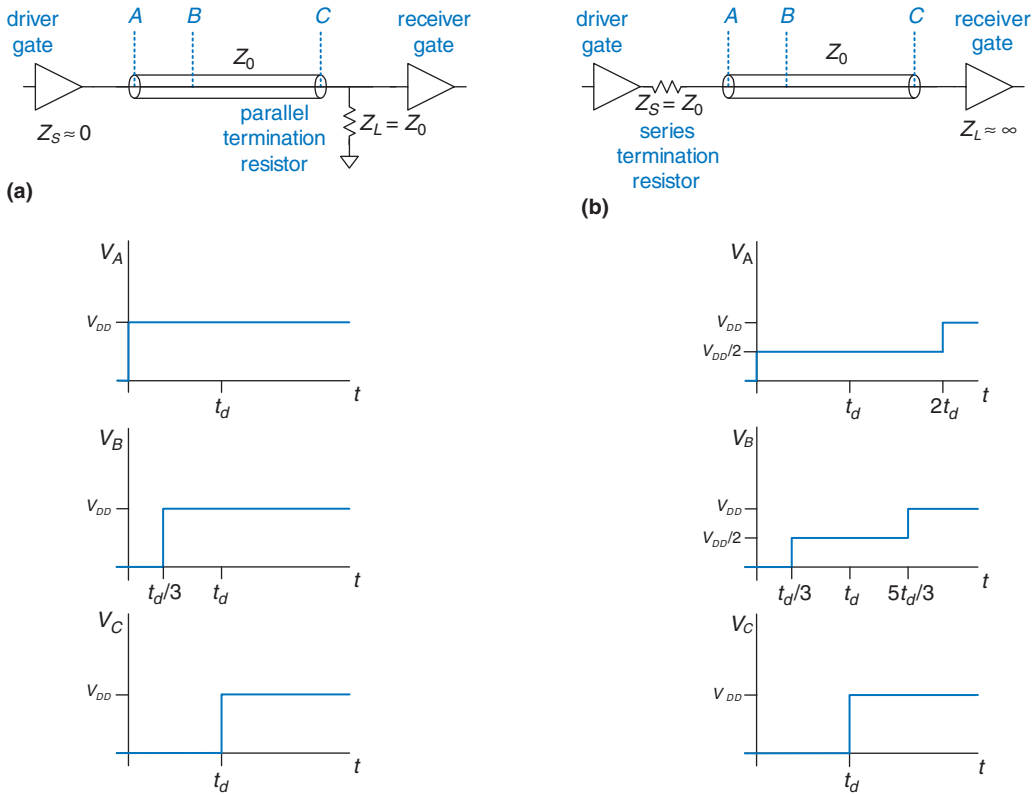 driver
gate
A
B
C
receiver
gate
Z0
ZS ≈ 0
parallel
termination
resistor
ZL = Z0
(a)
driver
gate
A
B
C
receiver
gate
Z0
ZS = Z0
series
termination
resistor
ZL ≈ ∞
(b)
VA
VDD
td
t
VB
VDD
td/3
td
t
VC
VDD
td
t
VA
VDD
VDD/2
td
2td
t
VB
VDD
VDD/2
td/3
td
5td/3
t
VC
VDD
td
t